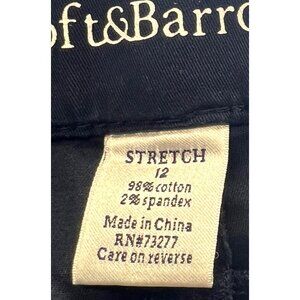 oft&Barro
STRETCH
12
98% cotton
2% spandex
Made in China
RN#73277
Care on reverse